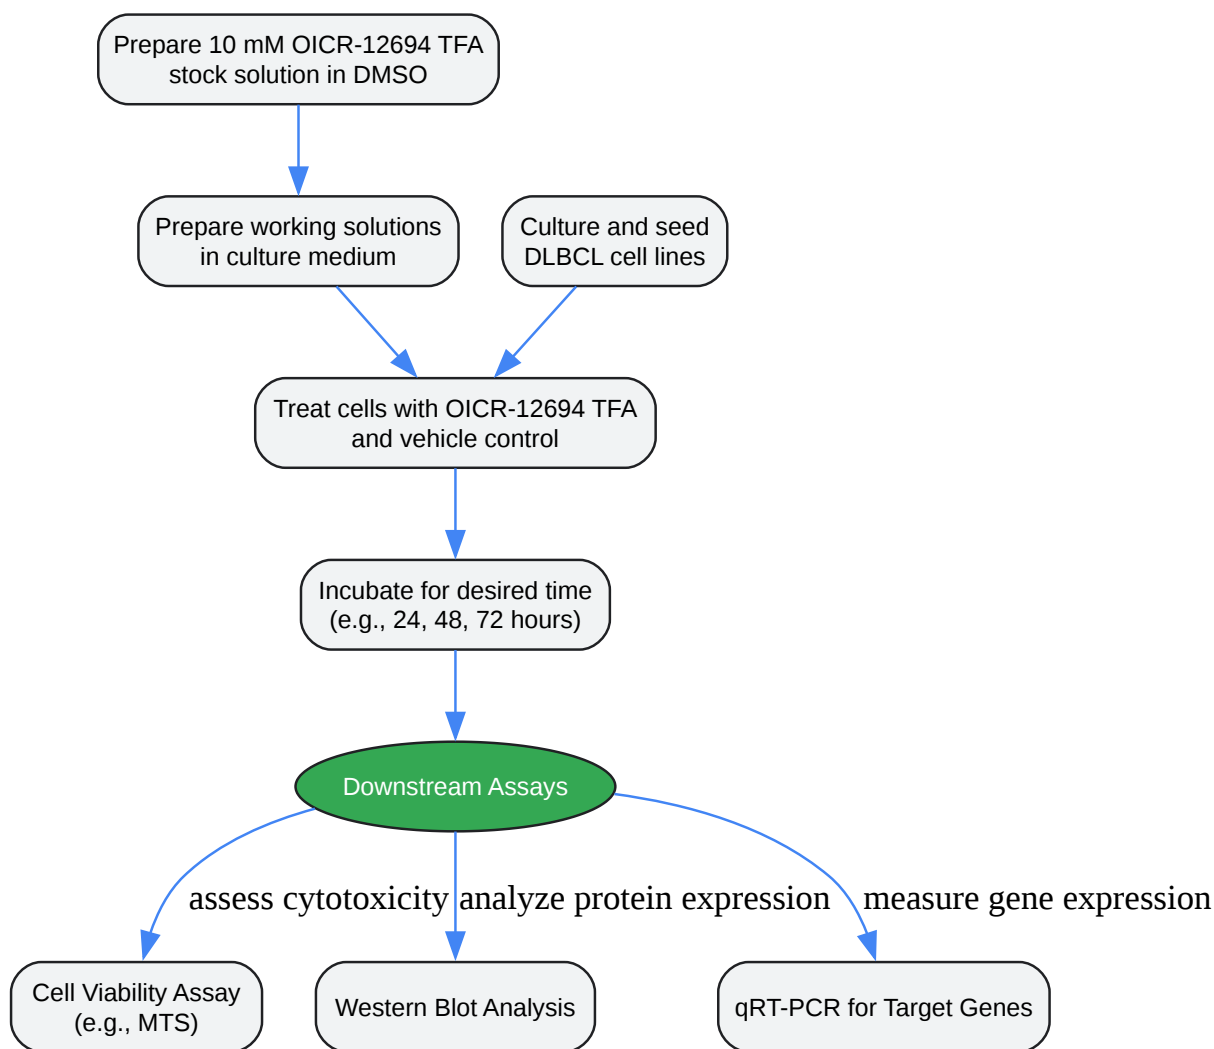 Prepare 10 mM OICR-12694 TFA
stock solution in DMSO
Prepare working solutions
in culture medium
Culture and seed
DLBCL cell lines
Treat cells with OICR-12694 TFA
and vehicle control
Incubate for desired time
(e.g., 24, 48, 72 hours)
Downstream Assays
assess cytotoxicity
analyze protein expression
measure gene expression
Cell Viability Assay
(e.g., MTS)
Western Blot Analysis
qRT-PCR for Target Genes